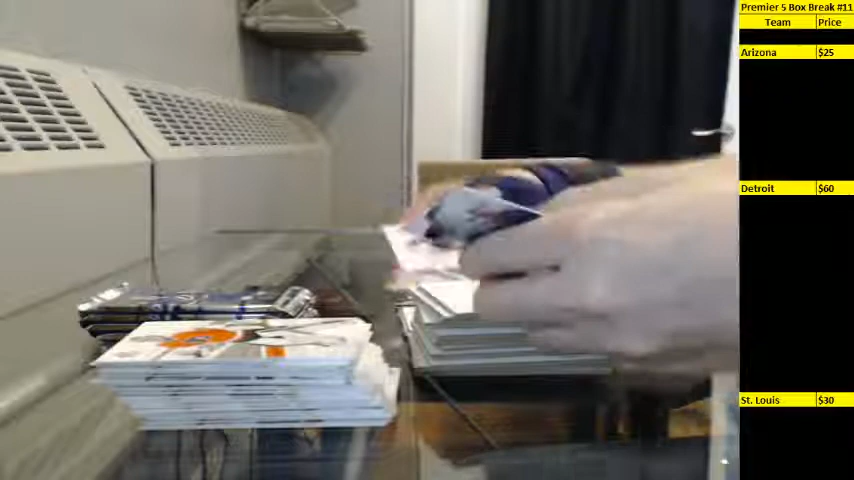 Premier 5 Box Break #11
Team Price
Arizona $25
Detroit $60
St. Louis $30